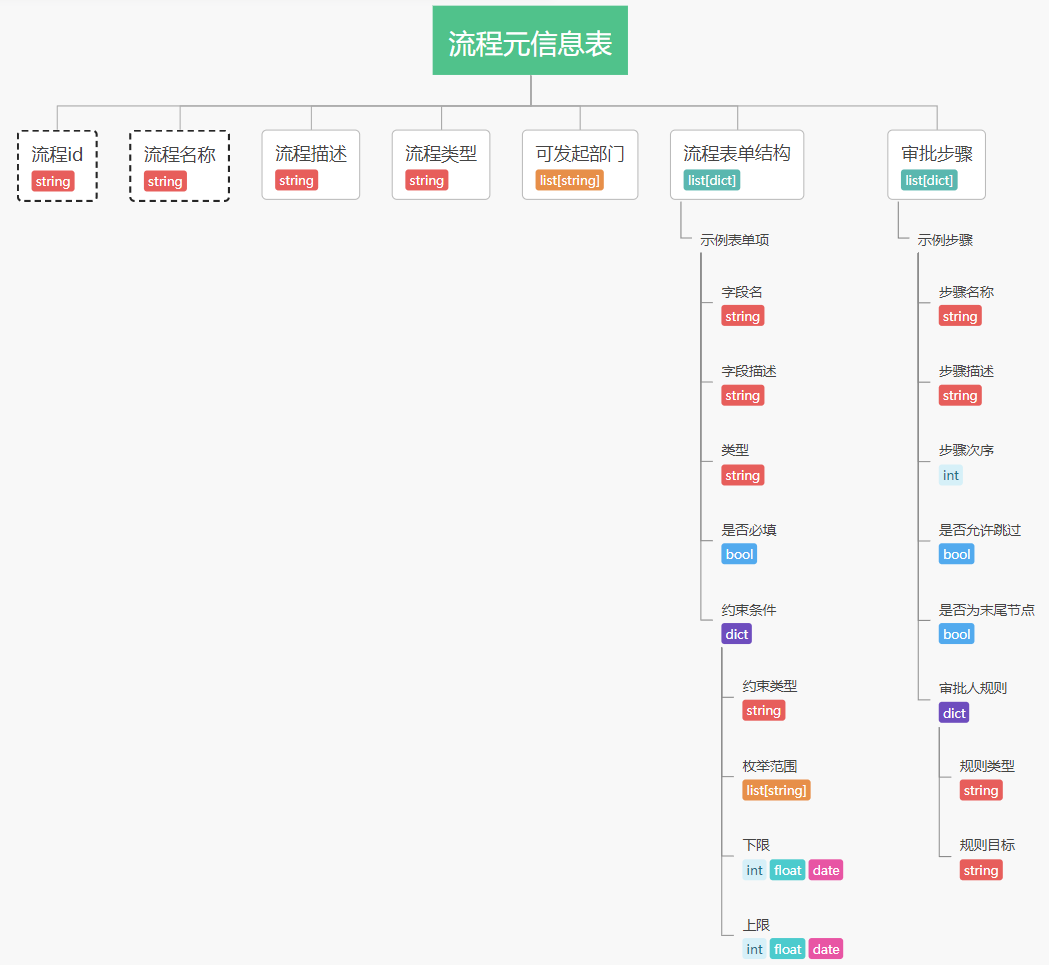 流程元信息表
流程id
string
流程名称
string
流程描述
string
流程类型
string
可发起部门
list[string]
流程表单结构
list[dict]
审批步骤
list[dict]
示例表单项
字段名
string
字段描述
string
类型
string
是否必填
bool
约束条件
dict
约束类型
string
枚举范围
list[string]
下限
int float date
上限
int float date
示例步骤
步骤名称
string
步骤描述
string
步骤次序
int
是否允许跳过
bool
是否为末尾节点
bool
审批人规则
dict
规则类型
string
规则目标
string